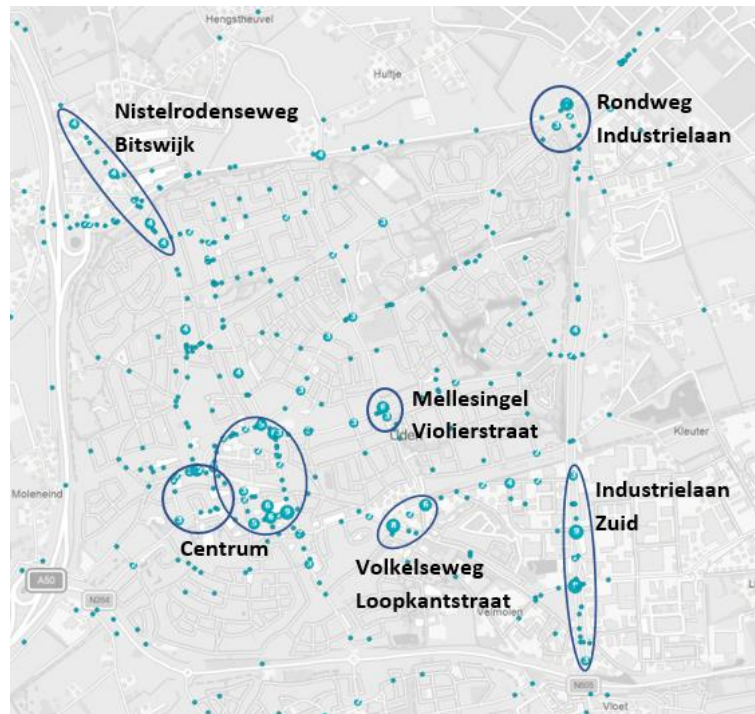 Hengstheuvel
Hultje
Nistelrodenseweg
Bitswijk
Rondweg
Industrielaan
Mellesingel
Violierstraat
Kleuter
Moleneind
Centrum
Industrielaan
Zuid
Volkelseweg
Loopkantstraat
Velmolen
A50
N264
N605
Vloet